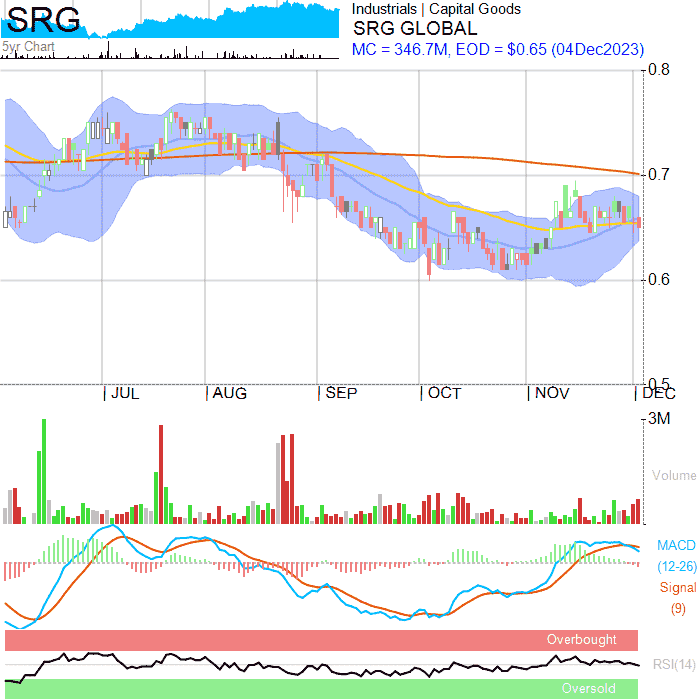 SRG
5yr Chart
Industrials | Capital Goods
SRG GLOBAL
MC = 346.7M, EOD = $0.65 (04Dec2023)
0.8
0.7
0.6
0.5
JUL AUG SEP OCT NOV DEC
3M
Volume
MACD
(12-26)
Signal
(9)
Overbought
RSI(14)
Oversold